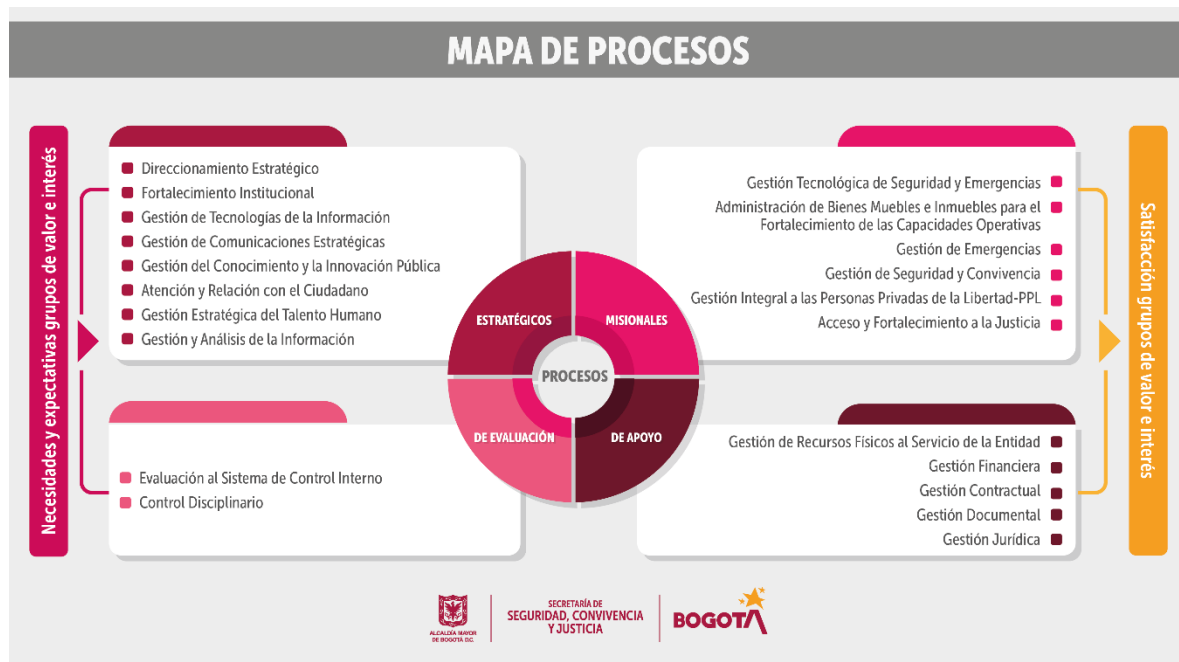 MAPA DE PROCESOS
Necesidades y expectativas grupos de valor e interés
Direccionamiento Estratégico
Fortalecimiento Institucional
Gestión de Tecnologías de la Información
Gestión de Comunicaciones Estratégicas
Gestión del Conocimiento y la Innovación Pública
Atención y Relación con el Ciudadano
Gestión Estratégica del Talento Humano
Gestión y Análisis de la Información
Evaluación al Sistema de Control Interno
Control Disciplinario
ESTRATÉGICOS
MISIONALES
PROCESOS
DE EVALUACIÓN
DE APOYO
Gestión Tecnológica de Seguridad y Emergencias
Administración de Bienes Muebles e Inmuebles para el
Fortalecimiento de las Capacidades Operativas
Gestión de Emergencias
Gestión de Seguridad y Convivencia
Gestión Integral a las Personas Privadas de la Libertad-PPL
Acceso y Fortalecimiento a la Justicia
Gestión de Recursos Físicos al Servicio de la Entidad
Gestión Financiera
Gestión Contractual
Gestión Documental
Gestión Jurídica
Satisfacción grupos de valor e interés
ALCALDÍA MAYOR
DE BOGOTÁ D.C.
SECRETARÍA DE
SEGURIDAD, CONVIVENCIA
Y JUSTICIA
BOGOTÁ